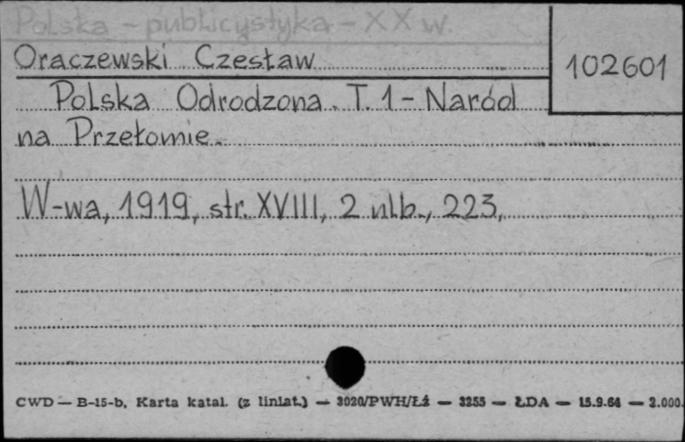 Polska - publicystyka - XX w.
Oraczewski Czesław
102601
Polska Odrodzona. T. 1 - Naród
na Przełomie.
W-wa, 1919, str. XVIII, 2 nlb., 223,
CWD — B-15-b, Karta katal. (z liniat.) — 3020/PWH/Łź — 3255 — ŁDA — 15.9.64 — 2.000.